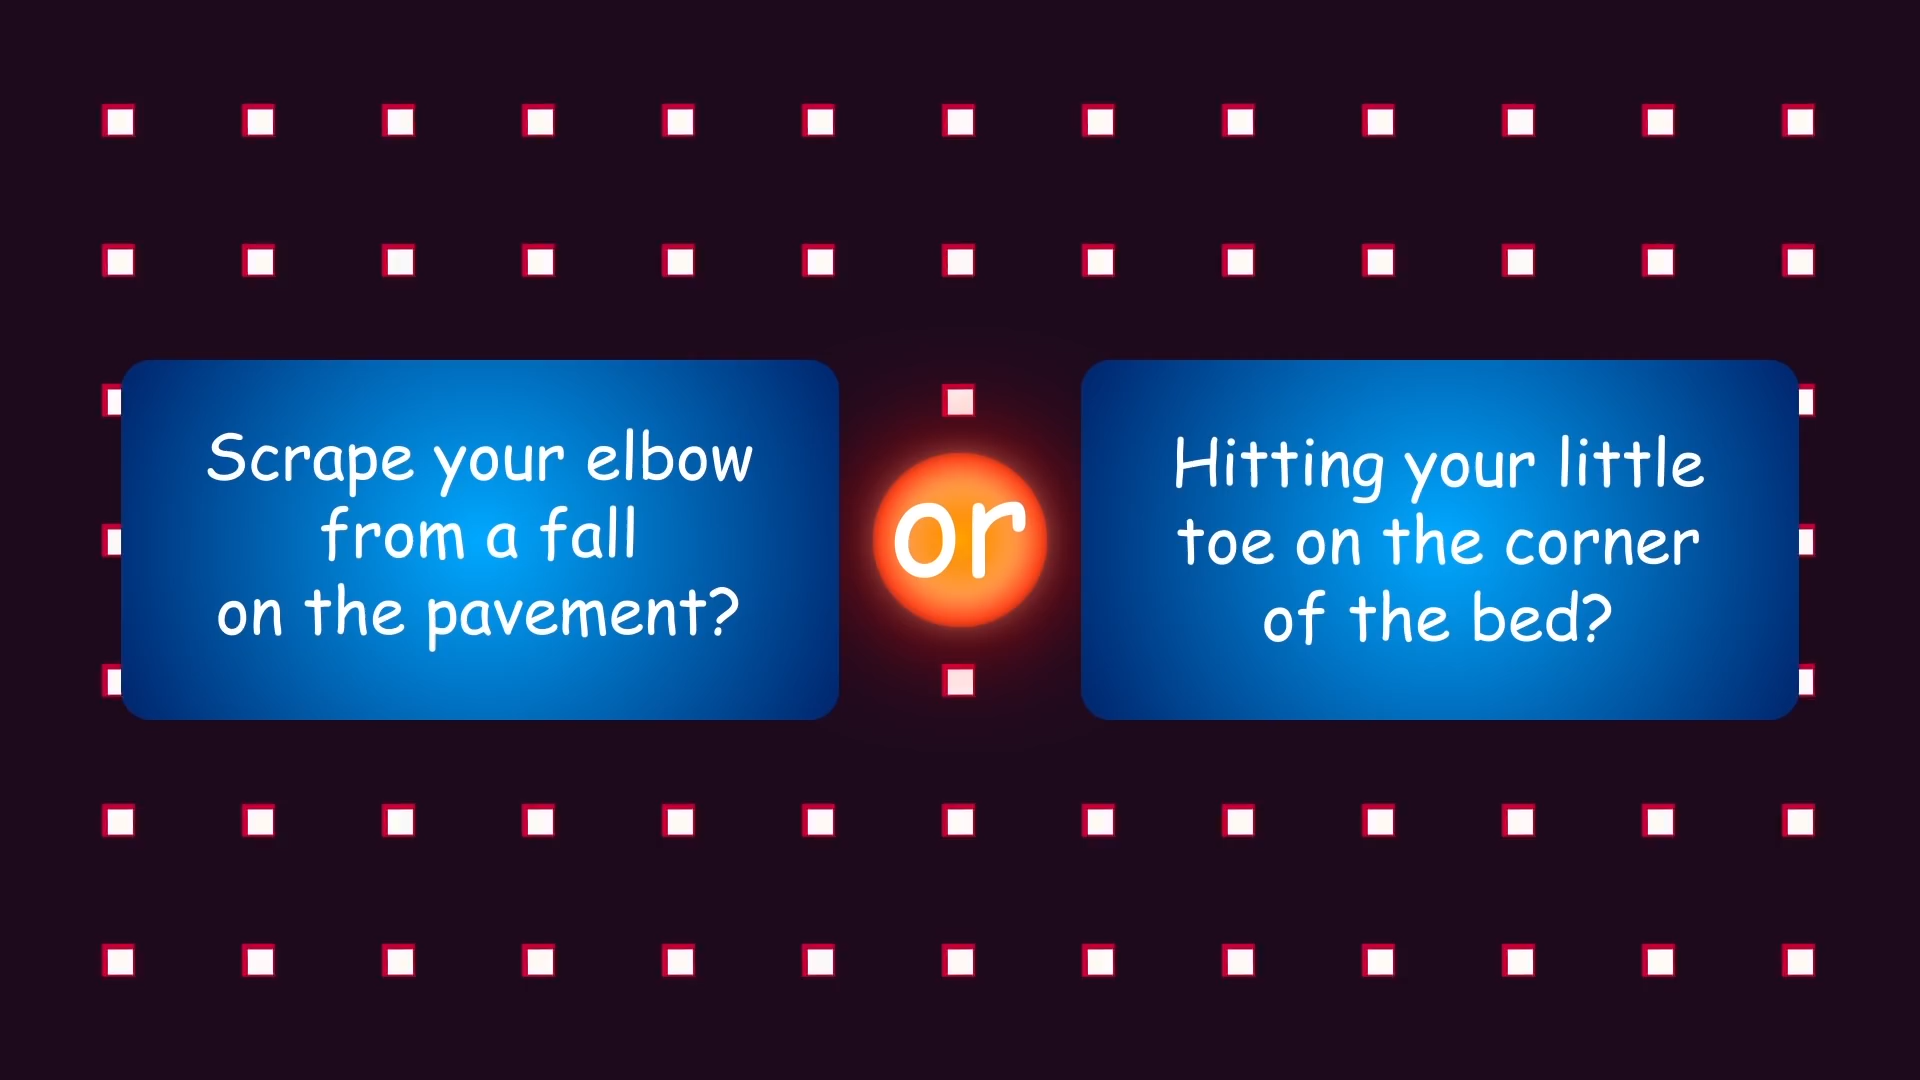 Scrape your elbow
from a fall
on the pavement?
or
Hitting your little
toe on the corner
of the bed?